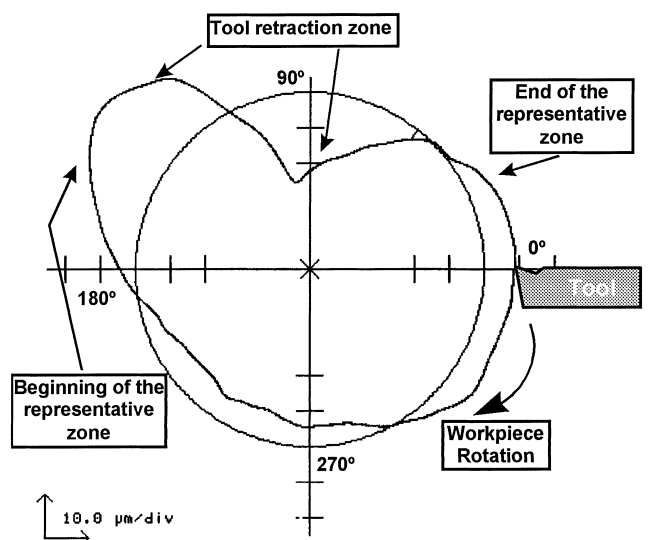 Tool retraction zone
90º
End of the
representative
zone
0º
Tool
180º
Beginning of the
representative
zone
Workpiece
Rotation
270º
10.0 µm/div